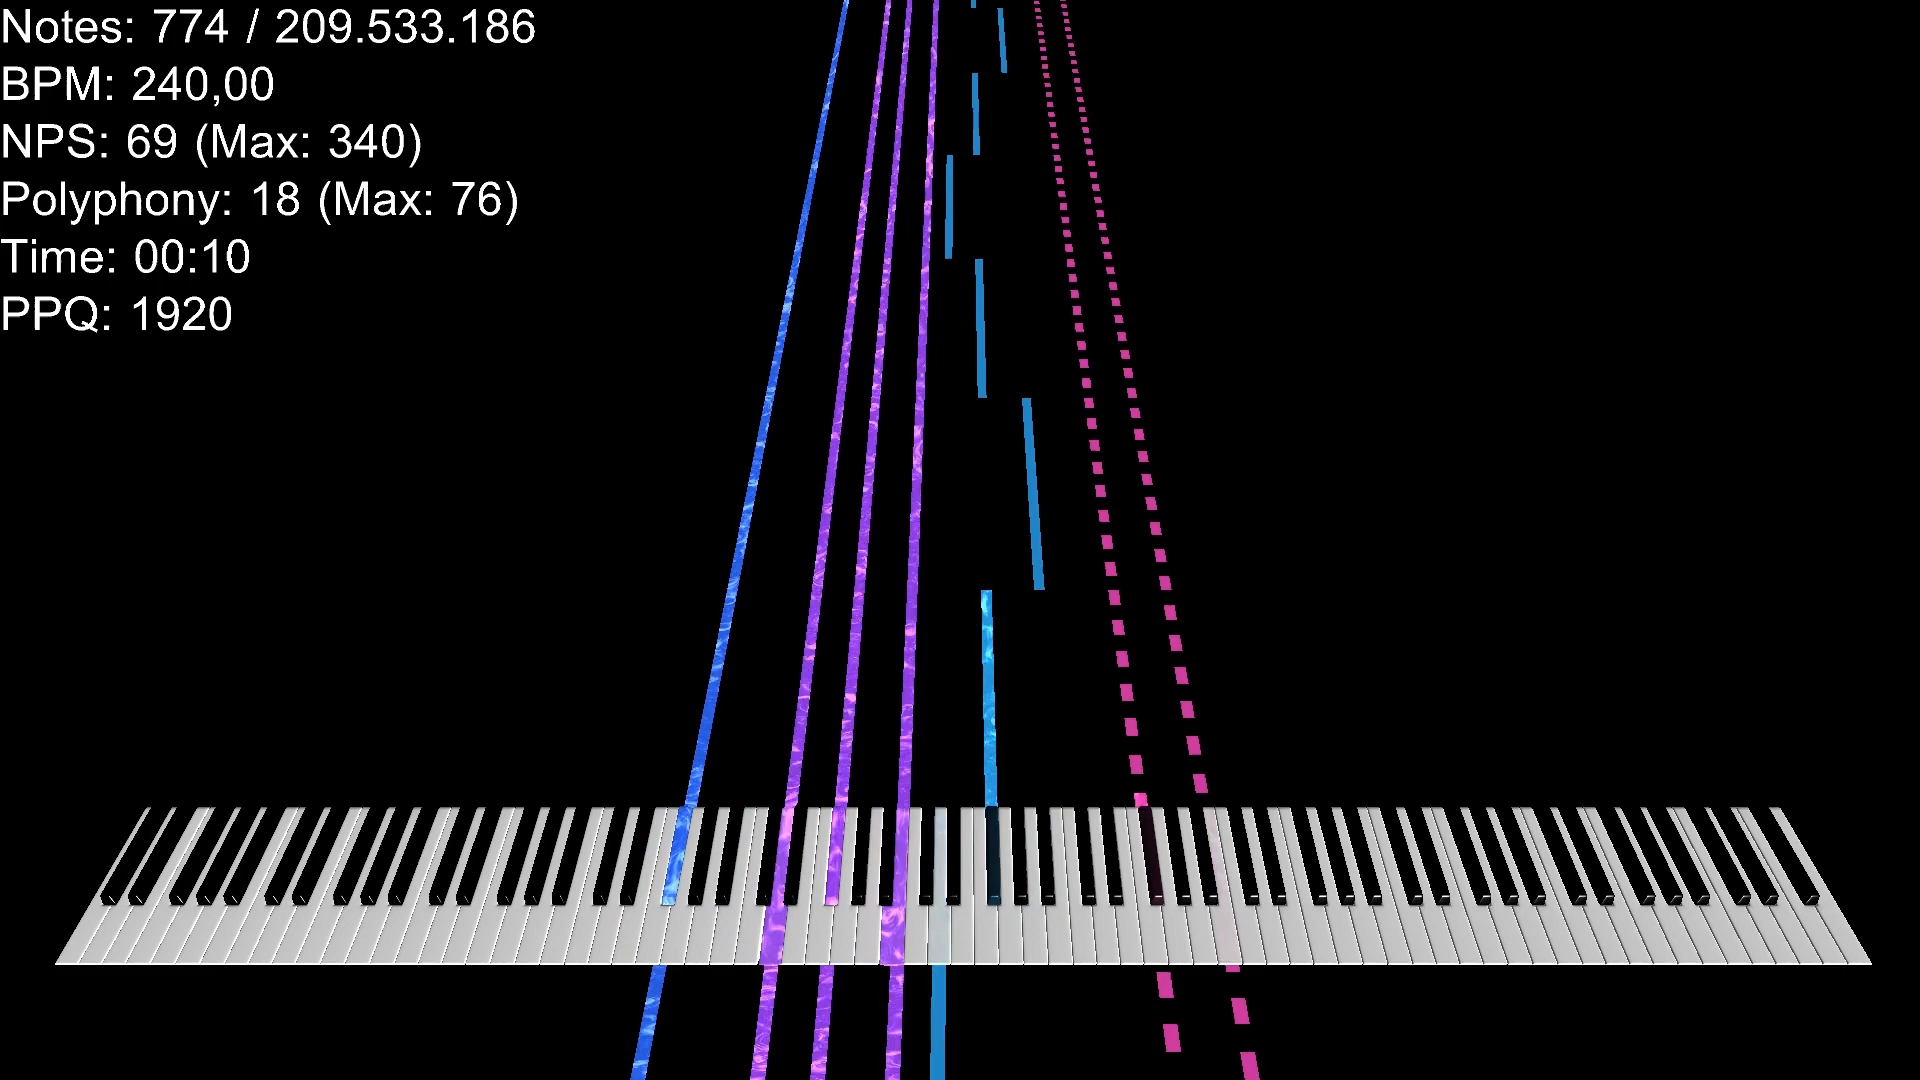 Notes: 774 / 209.533.186
BPM: 240,00
NPS: 69 (Max: 340)
Polyphony: 18 (Max: 76)
Time: 00:10
PPQ: 1920